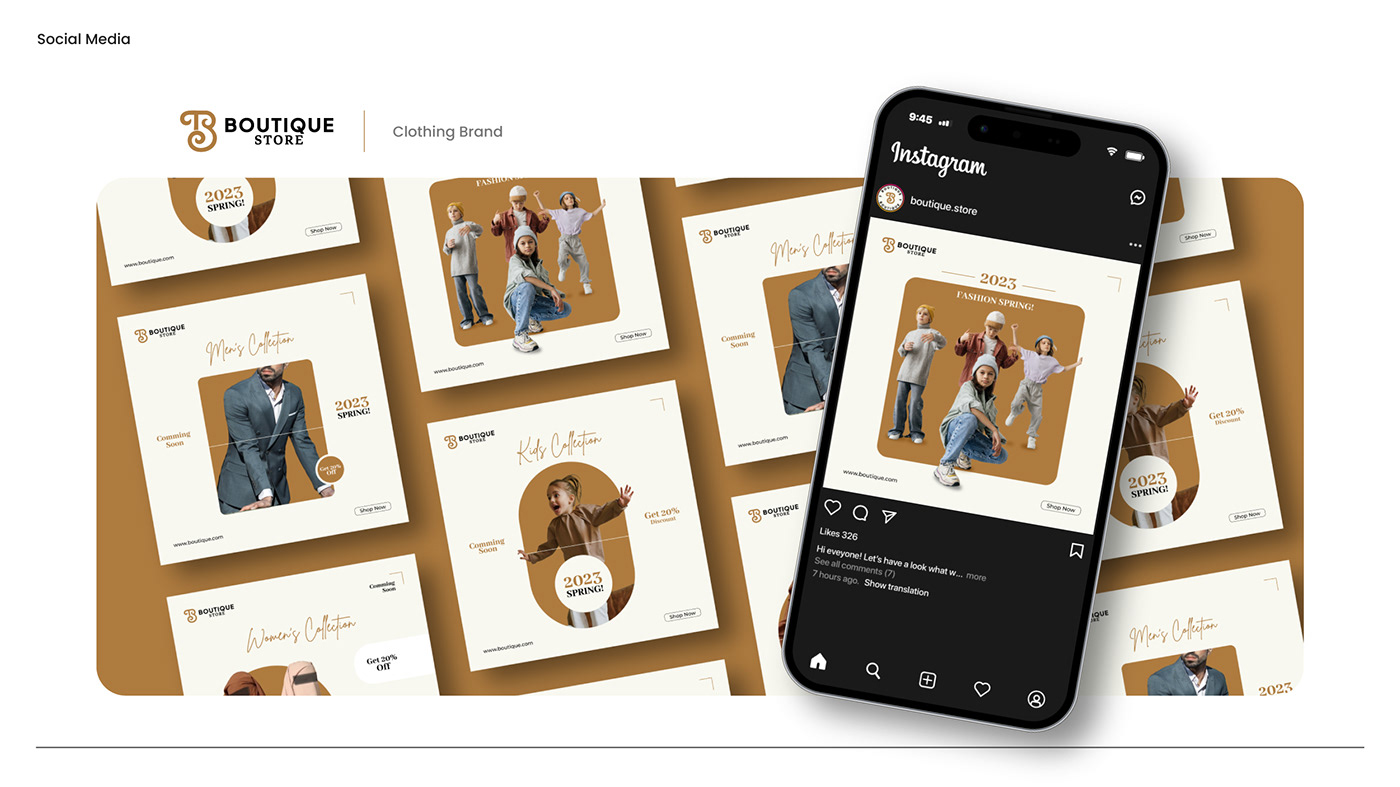 Social Media
BOUTIQUE
STORE
Clothing Brand
2023
SPRING!
Shop Now
www.boutique.com
FASHION SPRING!
Shop Now
www.boutique.com
BOUTIQUE
STORE
Men's Collection
Comming
Soon
2023
SPRING!
Get 20%
Off
Shop Now
www.boutique.com
BOUTIQUE
STORE
Kids Collection
Comming
Soon
Get 20%
Discount
2023
SPRING!
Shop Now
www.boutique.com
BOUTIQUE
STORE
Women's Collection
Comming
Soon
Get 20%
Off
BOUTIQUE
STORE
Men's Collection
Comming
Soon
www.boutique.com
BOUTIQUE
STORE
9:45
Instagram
boutique.store
BOUTIQUE
STORE
2023
FASHION SPRING!
www.boutique.com
Shop Now
Likes 326
Hi eveyone! Let's have a look what w... more
See all comments (7)
7 hours ago. Show translation
Shop Now
Get 20%
Discount
2023
SPRING!
Shop Now
Men's Collection
2023